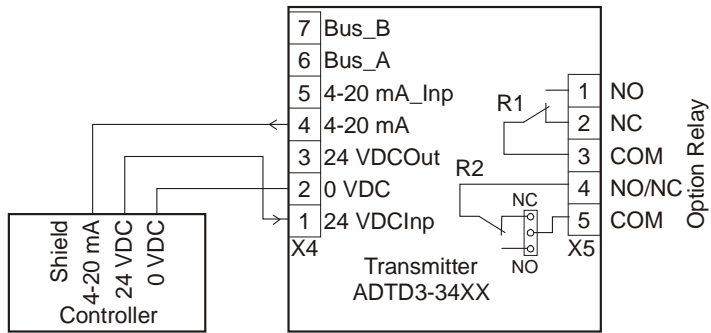 7 Bus_B
6 Bus_A
5 4-20 mA_Inp
4 4-20 mA
3 24 VDCOut
2 0 VDC
1 24 VDCInp
X4
R1
R2
NC
NO
1 NO
2 NC
3 COM
4 NO/NC
5 COM
X5
Option Relay
Transmitter
ADTD3-34XX
Shield
4-20 mA
24 VDC
0 VDC
Controller